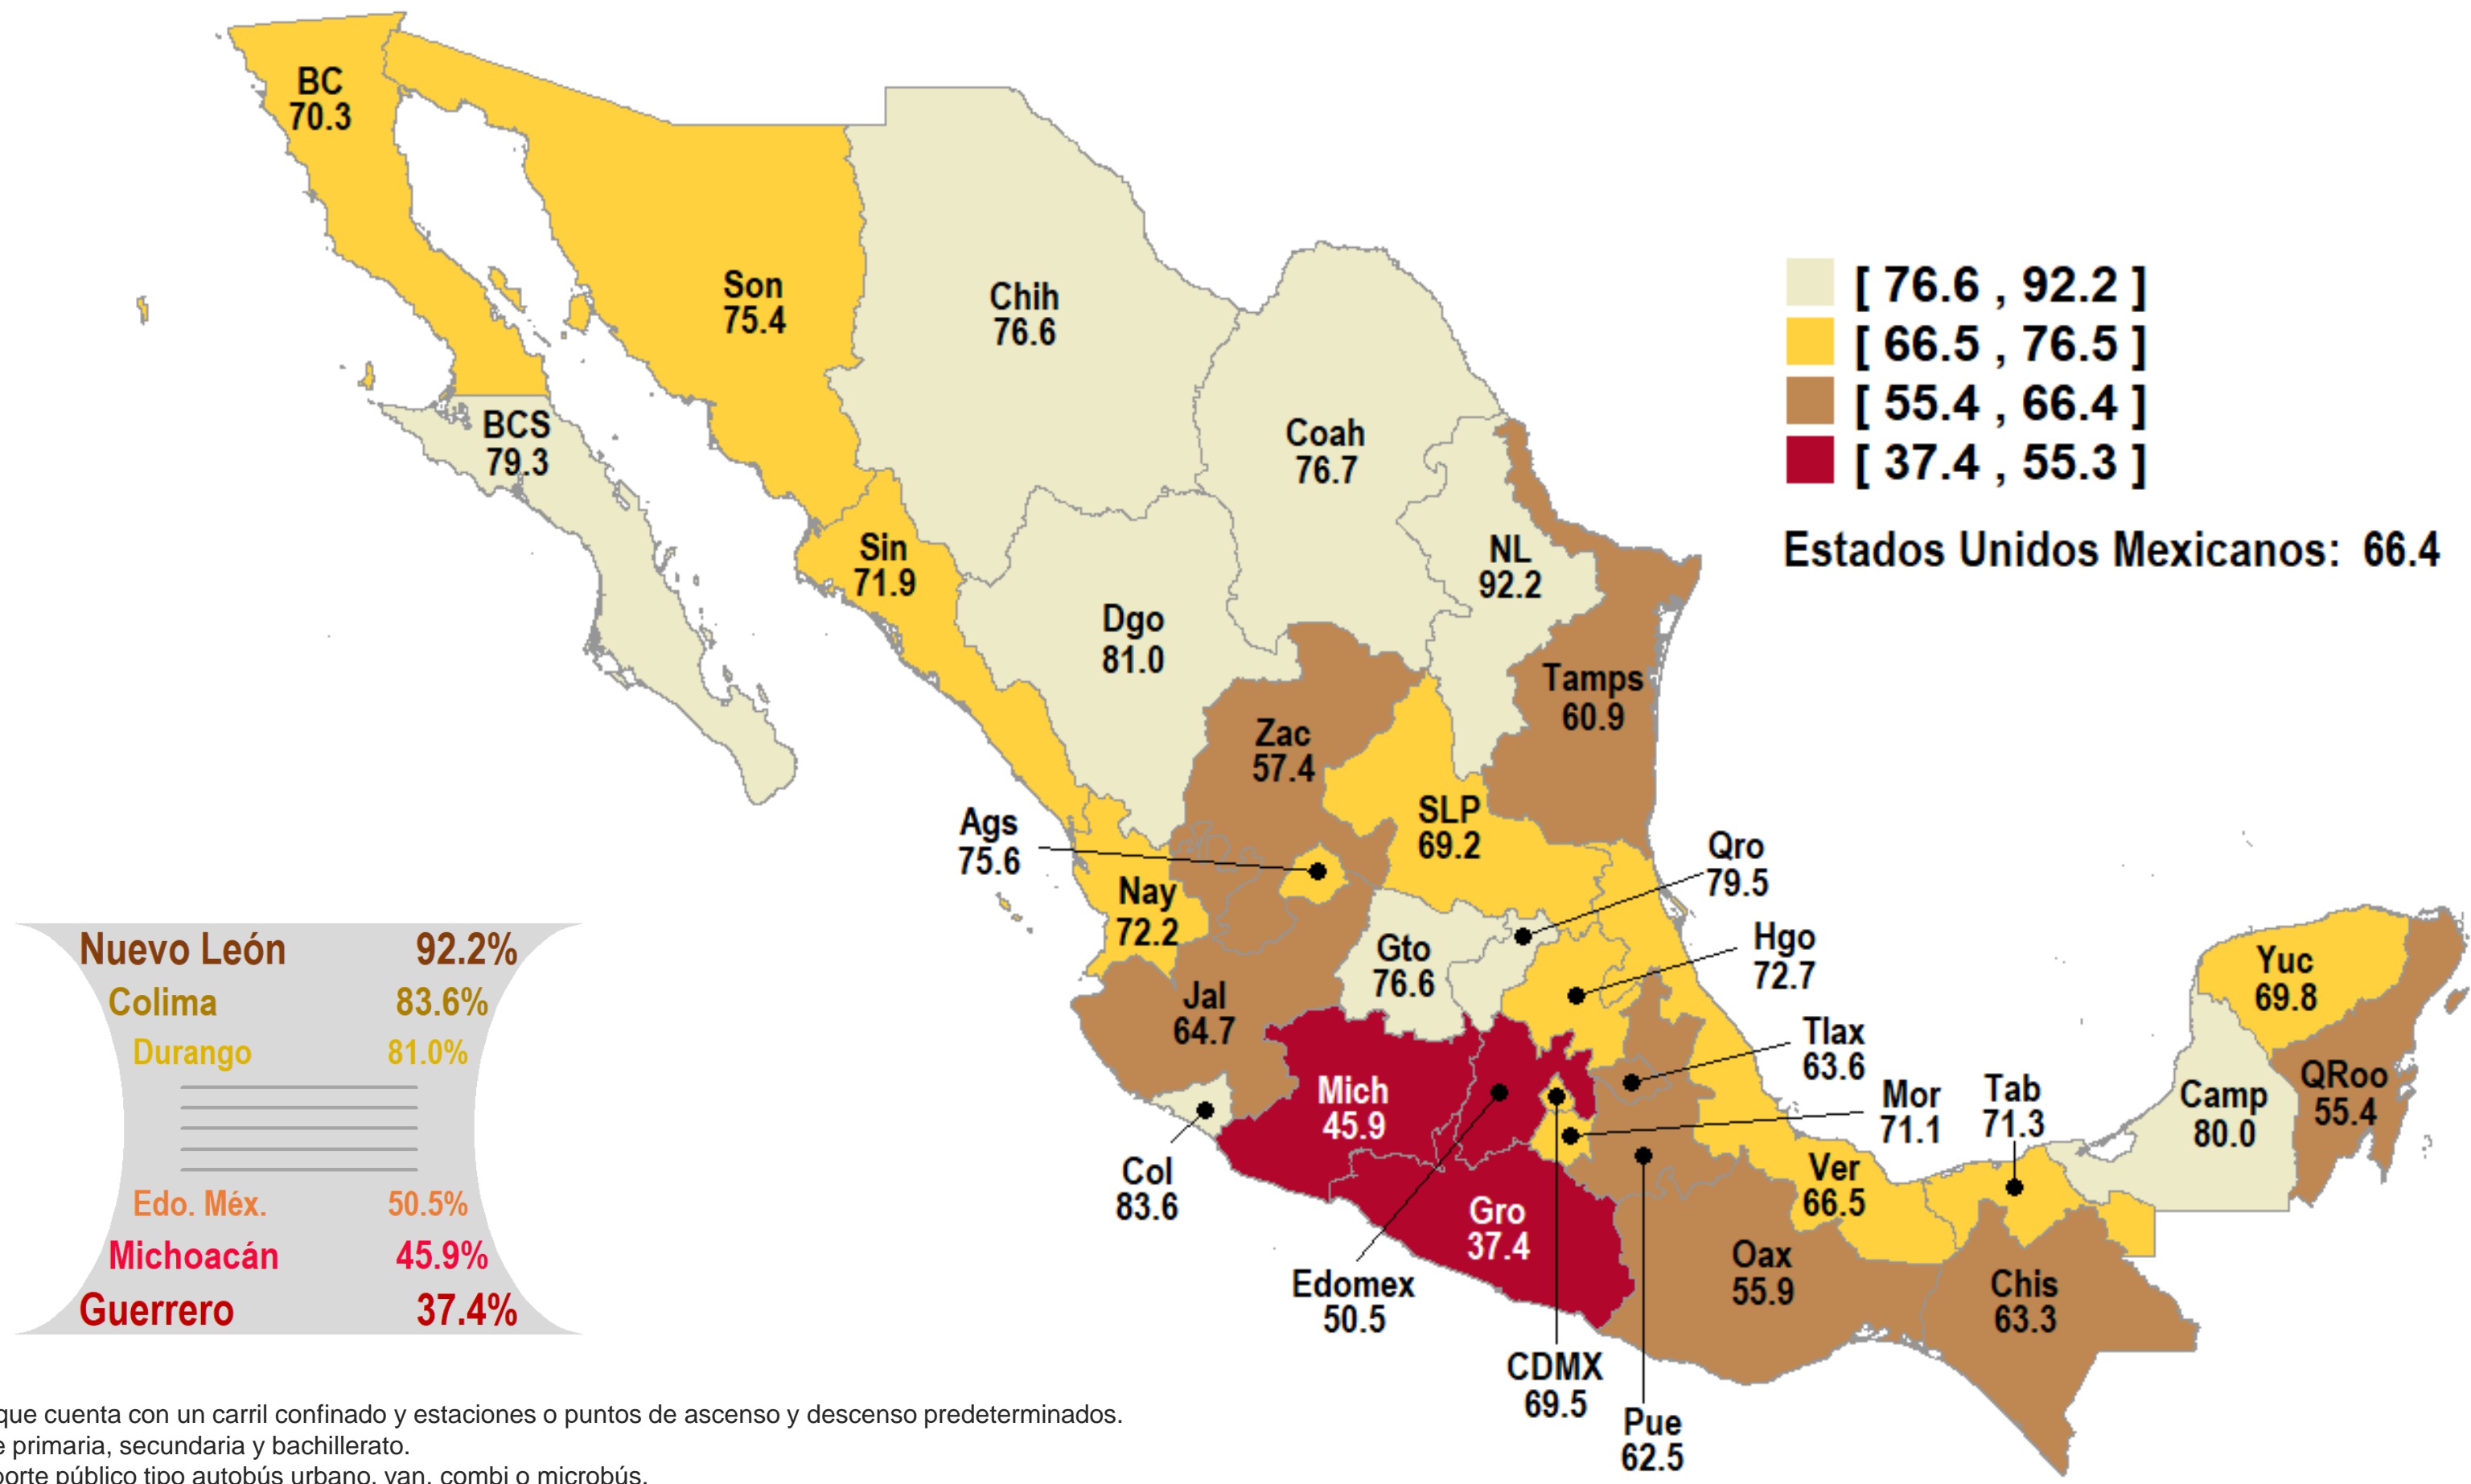 BC
70.3
Son
75.4
Chih
76.6
BCS
79.3
Coah
76.7
Sin
71.9
NL
92.2
Dgo
81.0
Tamps
60.9
Zac
57.4
SLP
69.2
Ags
75.6
Nay
72.2
Qro
79.5
Gto
76.6
Hgo
72.7
Jal
64.7
Tlax
63.6
Mich
45.9
Mor
71.1
Tab
71.3
Yuc
69.8
QRoo
55.4
Camp
80.0
Col
83.6
Ver
66.5
Gro
37.4
Oax
55.9
Chis
63.3
Edomex
50.5
CDMX
69.5
Pue
62.5
[ 76.6 , 92.2 ]
[ 66.5 , 76.5 ]
[ 55.4 , 66.4 ]
[ 37.4 , 55.3 ]
Estados Unidos Mexicanos: 66.4
Nuevo León 92.2%
Colima 83.6%
Durango 81.0%
Edo. Méx. 50.5%
Michoacán 45.9%
Guerrero 37.4%
que cuenta con un carril confinado y estaciones o puntos de ascenso y descenso predeterminados.
e primaria, secundaria y bachillerato.
porte público tipo autobús urbano, van, combi o microbús.